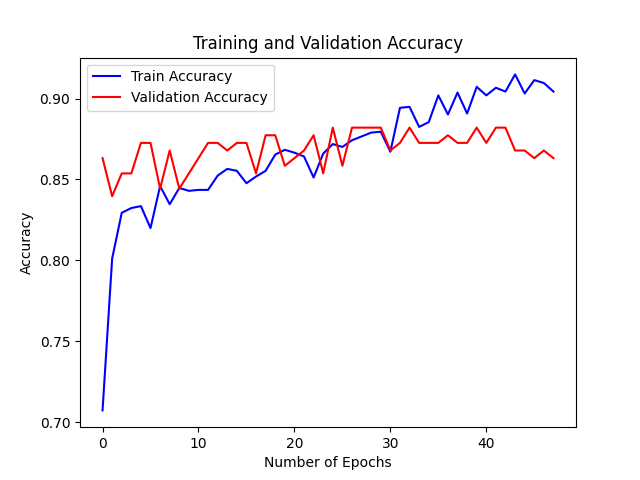 Training and Validation Accuracy
Train Accuracy
Validation Accuracy
0.90
0.85
0.80
0.75
0.70
Accuracy
0 10 20 30 40
Number of Epochs